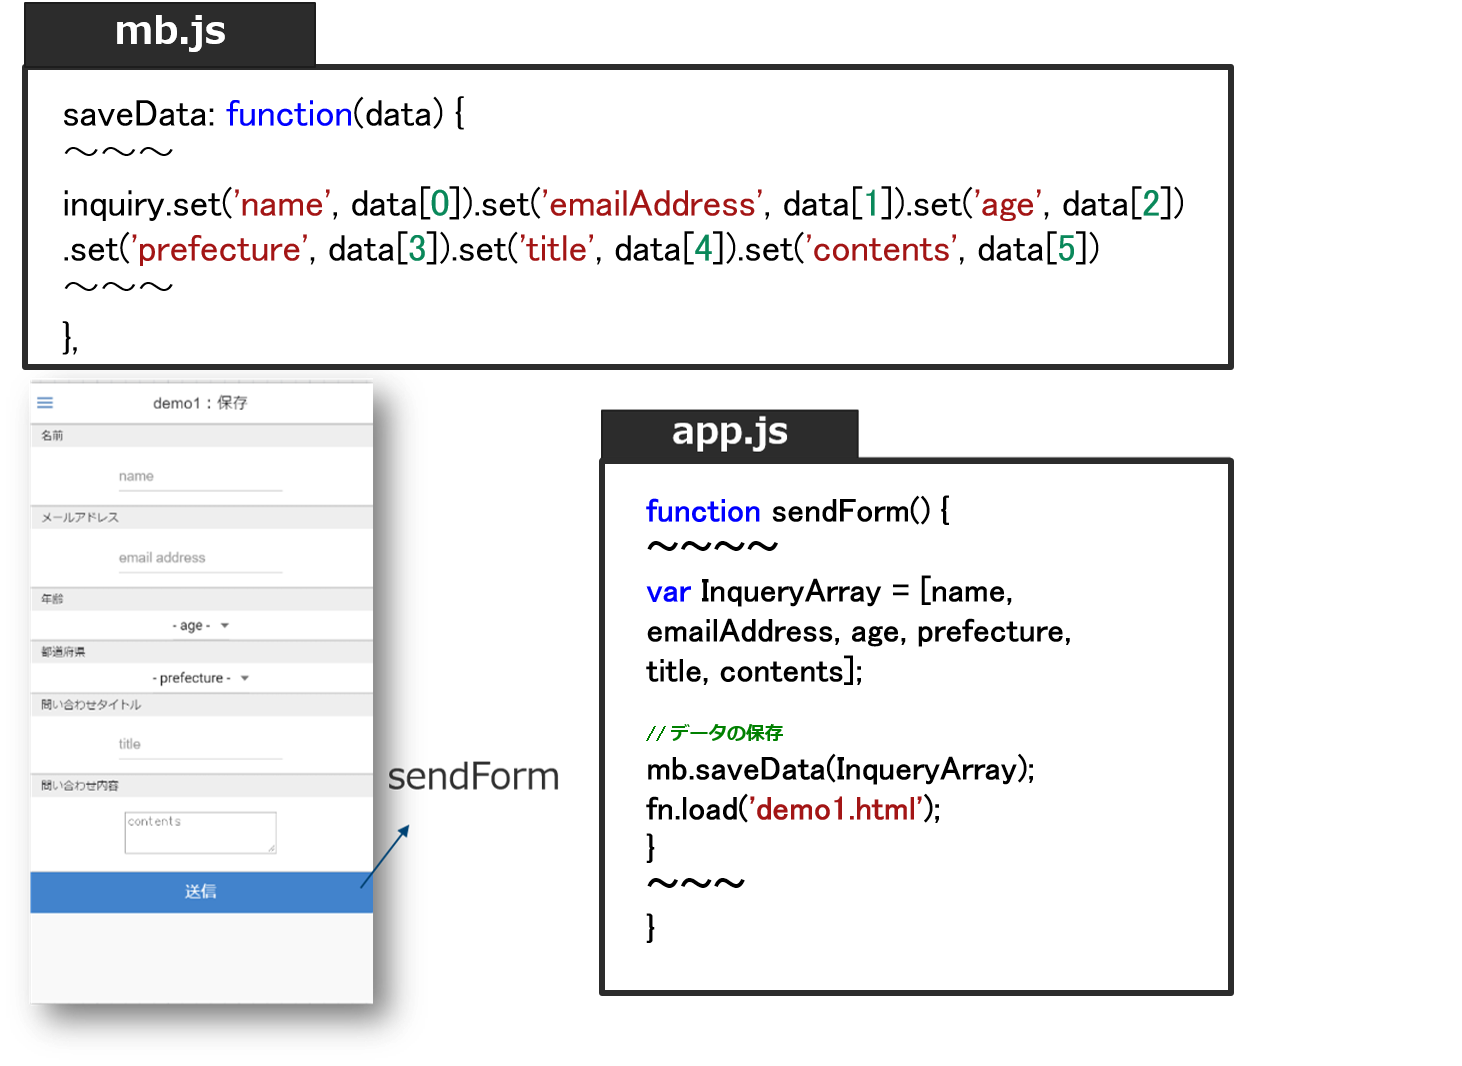 mb.js
saveData: function(data) {
～～～
inquiry.set('name', data[0]).set('emailAddress', data[1]).set('age', data[2])
.set('prefecture', data[3]).set('title', data[4]).set('contents', data[5])
～～～
},
demo1：保存
名前
name
メールアドレス
email address
年齢
- age -
都道府県
- prefecture -
問い合わせタイトル
title
問い合わせ内容
contents
送信
sendForm
app.js
function sendForm() {
～～～～
var InqueryArray = [name,
emailAddress, age, prefecture,
title, contents];
// データの保存
mb.saveData(InqueryArray);
fn.load('demo1.html');
}
～～～
}